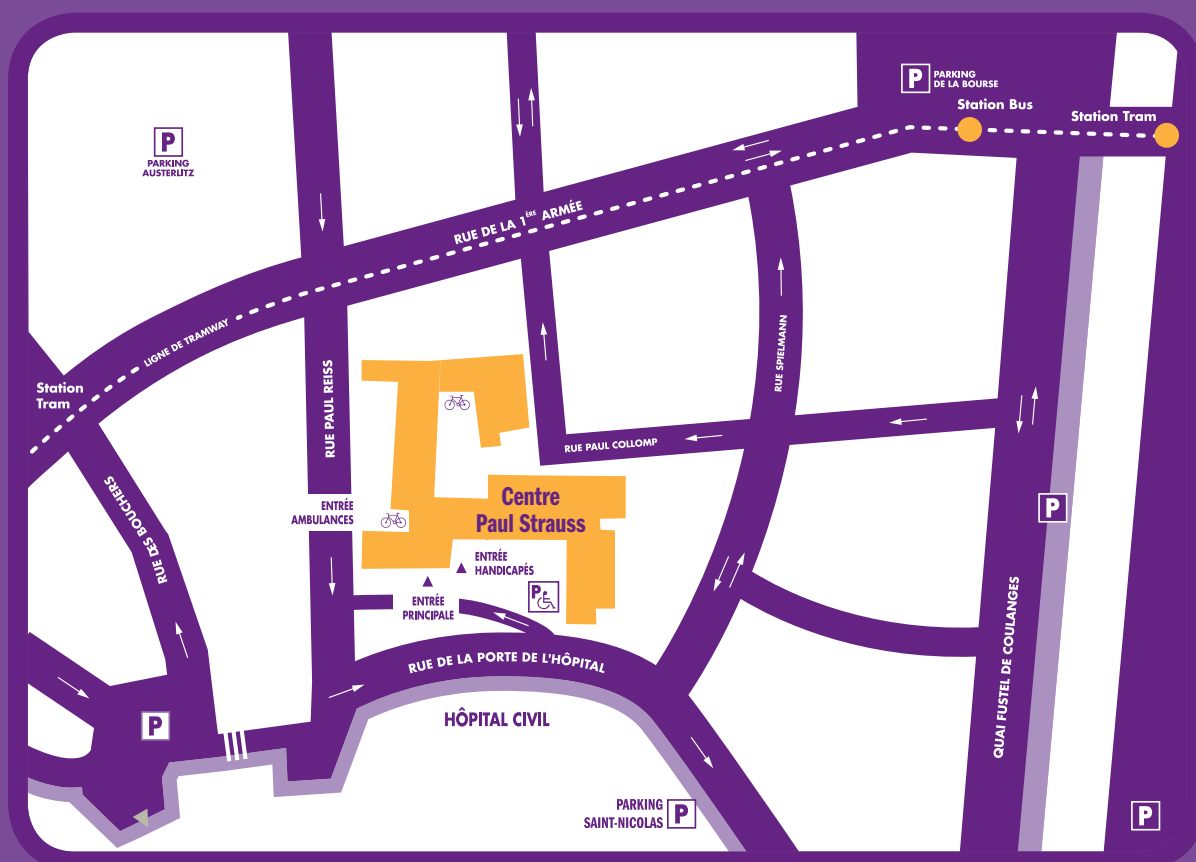 P
PARKING
DE LA BOURSE
Station Bus
Station Tram
P
PARKING
AUSTERLITZ
RUE DE LA 1ÈRE ARMÉE
LIGNE DE TRAMWAY
Station
Tram
RUE PAUL REISS
RUE SPIELMANN
RUE PAUL COLLOMP
RUE DES BOUCHERS
ENTRÉE
AMBULANCES
Centre
Paul Strauss
P
ENTRÉE
HANDICAPÉS
P
ENTRÉE
PRINCIPALE
RUE DE LA PORTE DE L'HÔPITAL
QUAI FUSTEL DE COULANGES
P
HÔPITAL CIVIL
PARKING
SAINT-NICOLAS
P
P